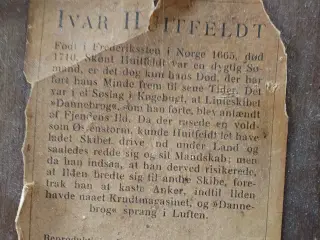 IVAR HUITFELDT
Født i Frederikssten i Norge 1665, død
1710. Skønt Huitfeldt var en dygtig Sø-
mand, er det dog kun hans Død, der har
ført hans Minde frem til sene Tider. Det
var i et Søslag i Køgebugt, at Linieskibet
»Dannebroge«, som han førte, blev antændt
af Fjendens Ild. Da der rasede en vold-
som Østenstorm, kunde Huitfeldt let have
ladet Skibet drive ind under Land og
saaledes redde sig og Mandskab; men
da han indsaa, at han derved risikerede,
at Ilden bredte sig til andre Skibe, fore-
trak han at kaste Anker, indtil Ilden
havde naaet Krudtmagasinet, og »Danne-
brog« sprang i Luften.